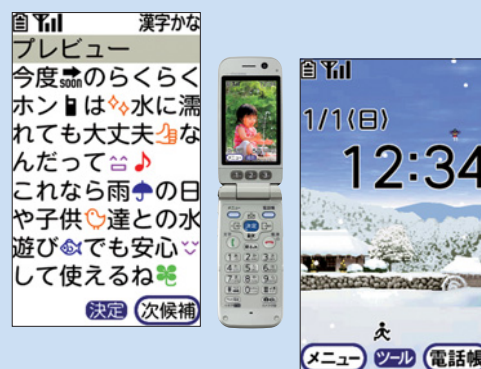 漢字かな
プレビュー
今度soonのらくらく
ホンは水に濡
れても大丈夫な
んだって
これなら雨の日
や子供達との水
遊びでも安心
して使えるね
決定 次候補
1/1(日)
12:34
メニュー ツール 電話帳